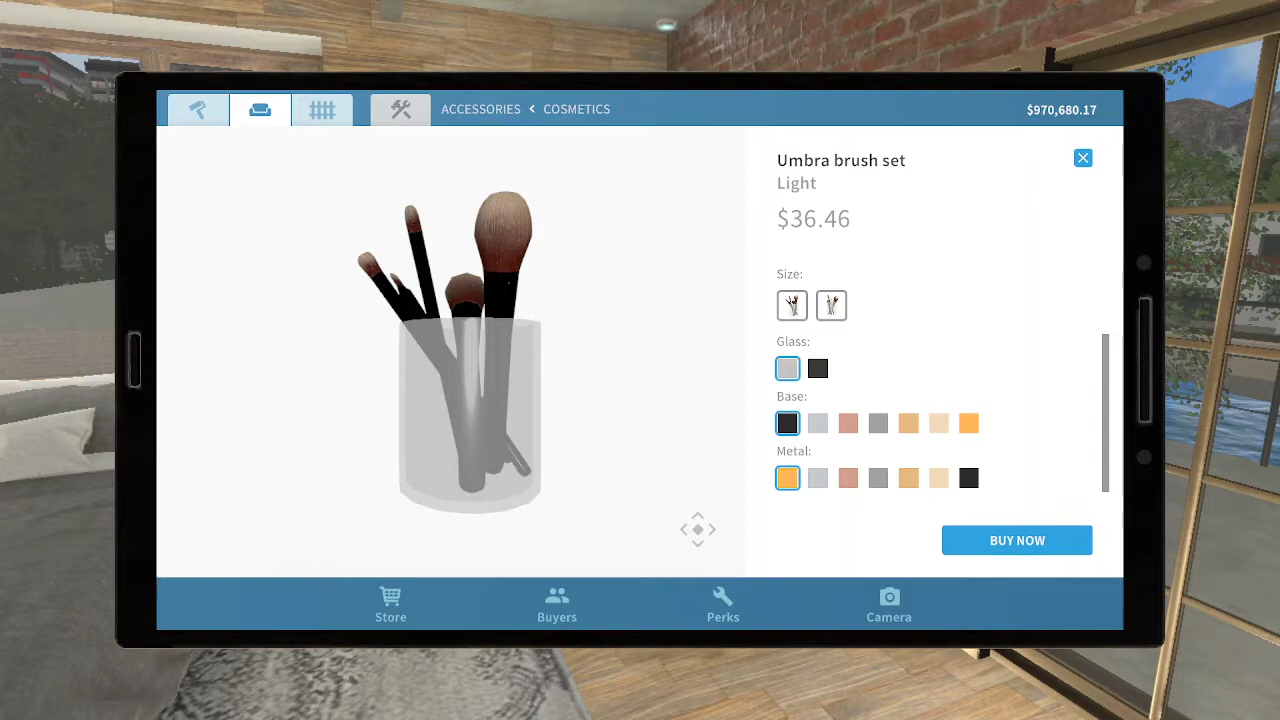 ACCESSORIES < COSMETICS
$970,680.17
Umbra brush set
Light
$36.46
Size:
Glass:
Base:
Metal:
BUY NOW
Store
Buyers
Perks
Camera